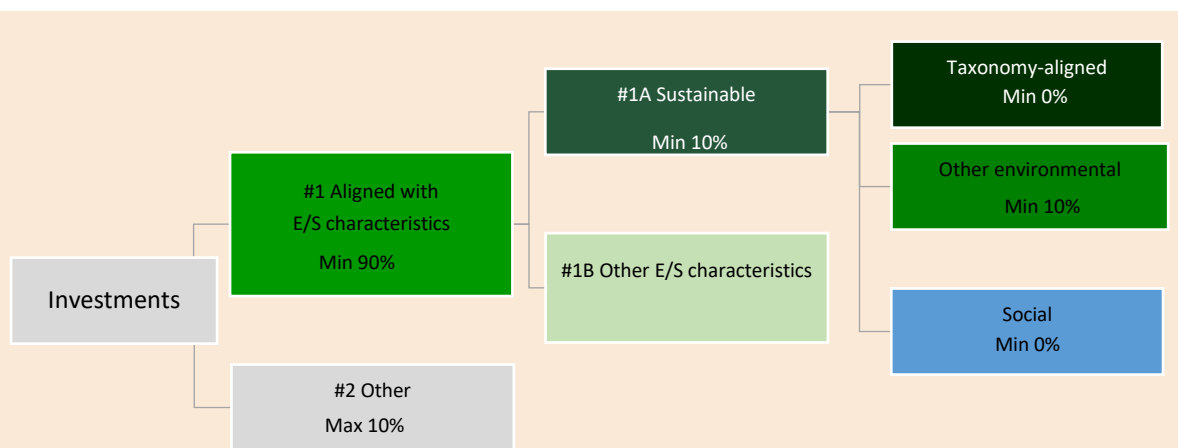 Investments
#1 Aligned with
E/S characteristics
Min 90%
#2 Other
Max 10%
#1A Sustainable
Min 10%
#1B Other E/S characteristics
Taxonomy-aligned
Min 0%
Other environmental
Min 10%
Social
Min 0%